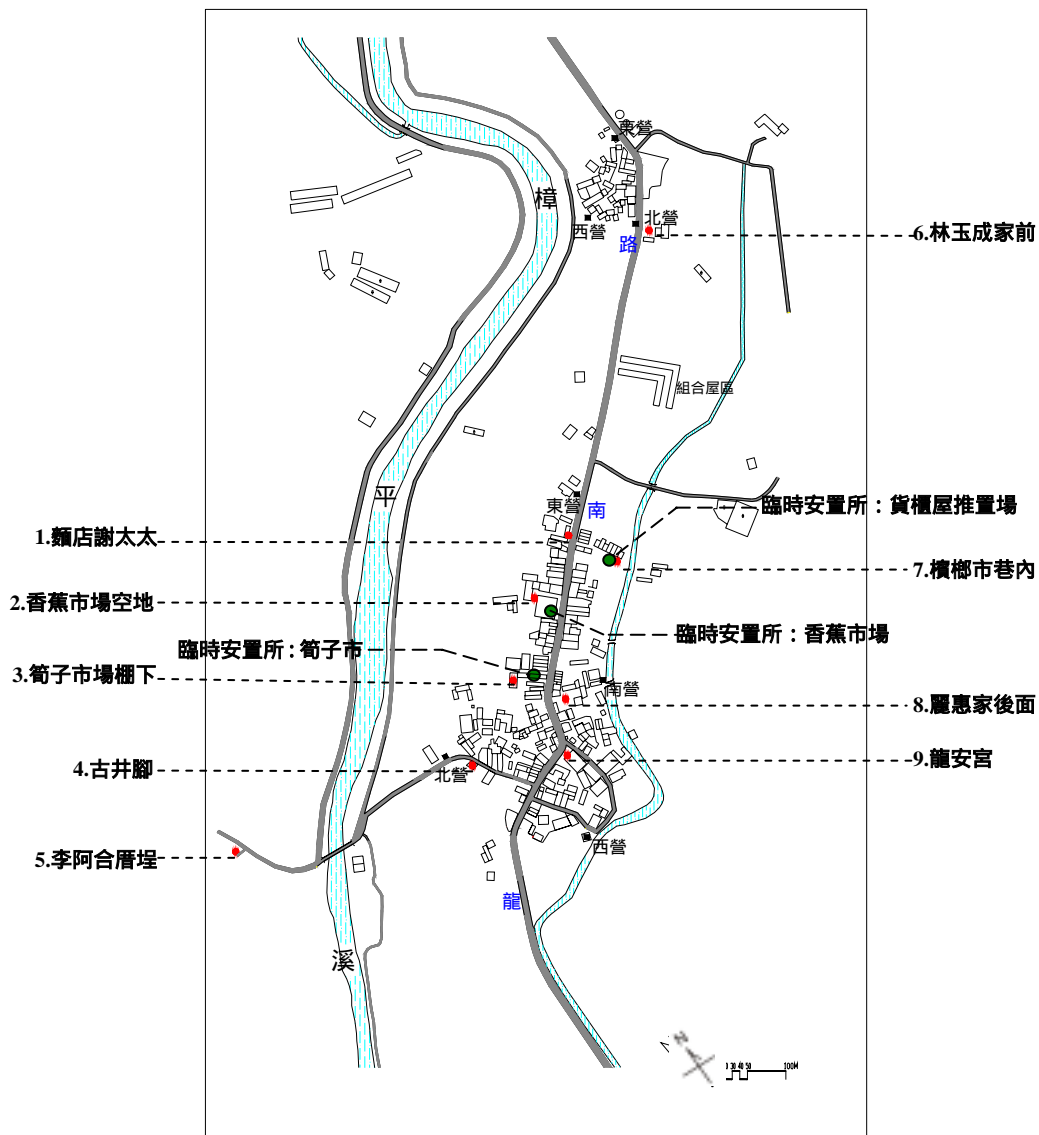 東營
樟
西營
北營
路
6.林玉成家前
組合屋區
平
東營
南
臨時安置所：貨櫃屋推置場
1.麵店謝太太
7.檳榔市巷內
2.香蕉市場空地
臨時安置所：香蕉市場
臨時安置所：筍子市
3.筍子市場棚下
南營
8.麗惠家後面
9.龍安宮
4.古井腳
北營
西營
5.李阿合厝埕
龍
溪
N
30 40 50 100M